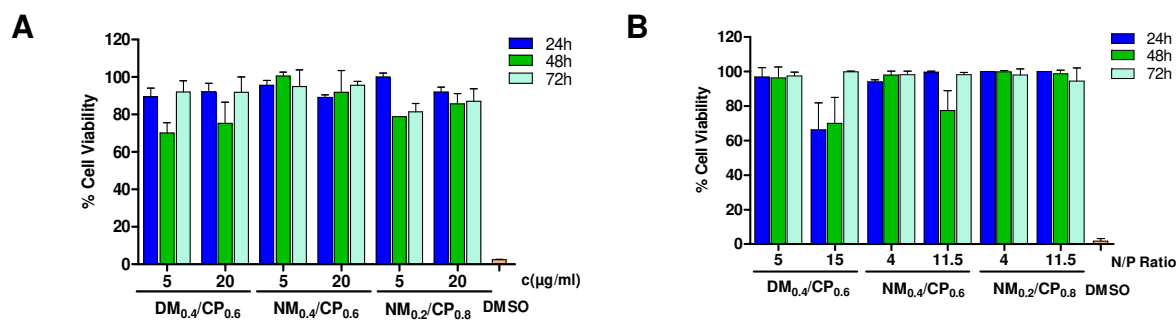 A
120
100
80
60
40
20
0
% Cell Viability
24h
48h
72h
5 20 5 20 5 20 c(µg/ml)
DM0.4/CP0.6 NM0.4/CP0.6 NM0.2/CP0.8 DMSO
B
120
100
80
60
40
20
0
% Cell Viability
24h
48h
72h
5 15 4 11.5 4 11.5 N/P Ratio
DM0.4/CP0.6 NM0.4/CP0.6 NM0.2/CP0.8 DMSO